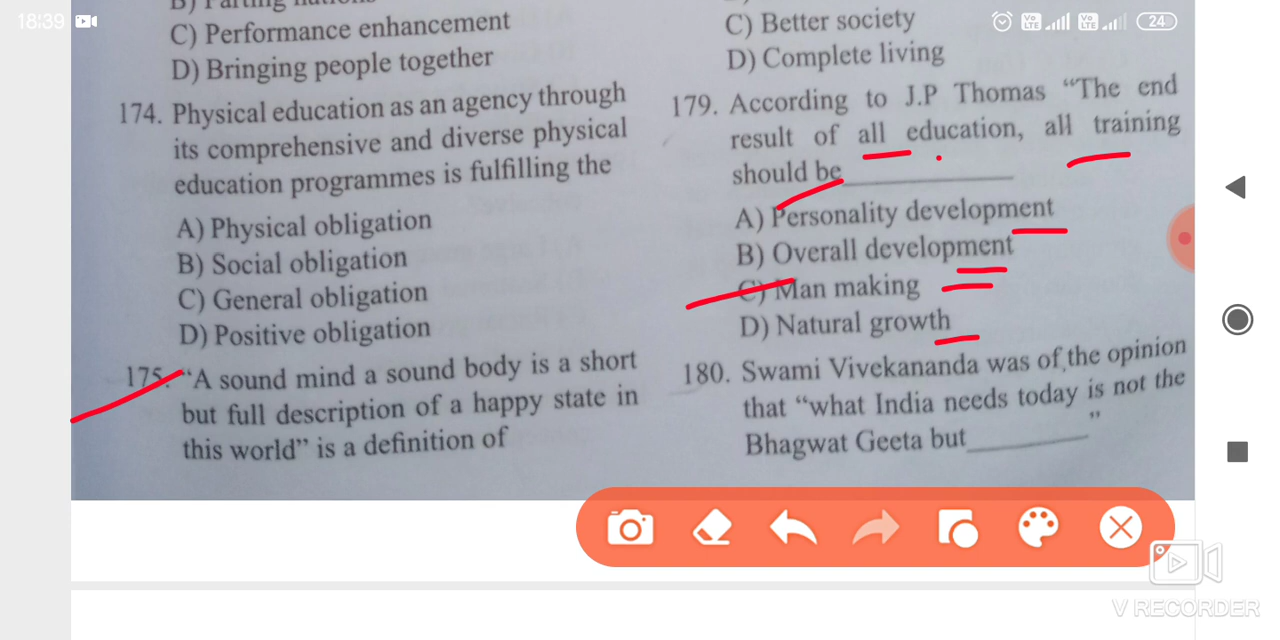 18:39
24
C) Performance enhancement
D) Bringing people together
174. Physical education as an agency through
its comprehensive and diverse physical
education programmes is fulfilling the
A) Physical obligation
B) Social obligation
C) General obligation
D) Positive obligation
175. “A sound mind a sound body is a short
but full description of a happy state in
this world” is a definition of
C) Better society
D) Complete living
179. According to J.P Thomas “The end
result of all education, all training
should be____________
A) Personality development
B) Overall development
C) Man making
D) Natural growth
180. Swami Vivekananda was of the opinion
that “what India needs today is not the
Bhagwat Geeta but________”
V RECORDER